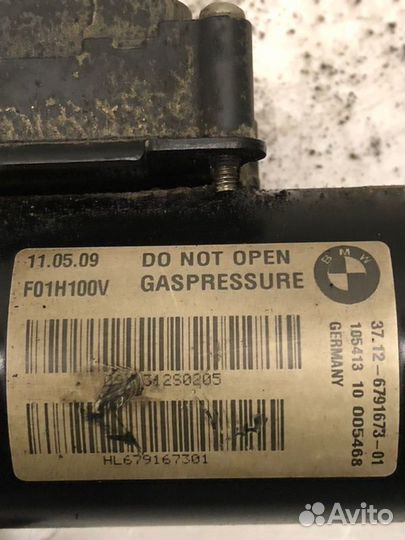 11.05.09
DO NOT OPEN
F01H100V
GASPRESSURE
BMW
37.12-6791673-01
105413 10 005468
GERMANY
312S0205
HL679167301
Avito